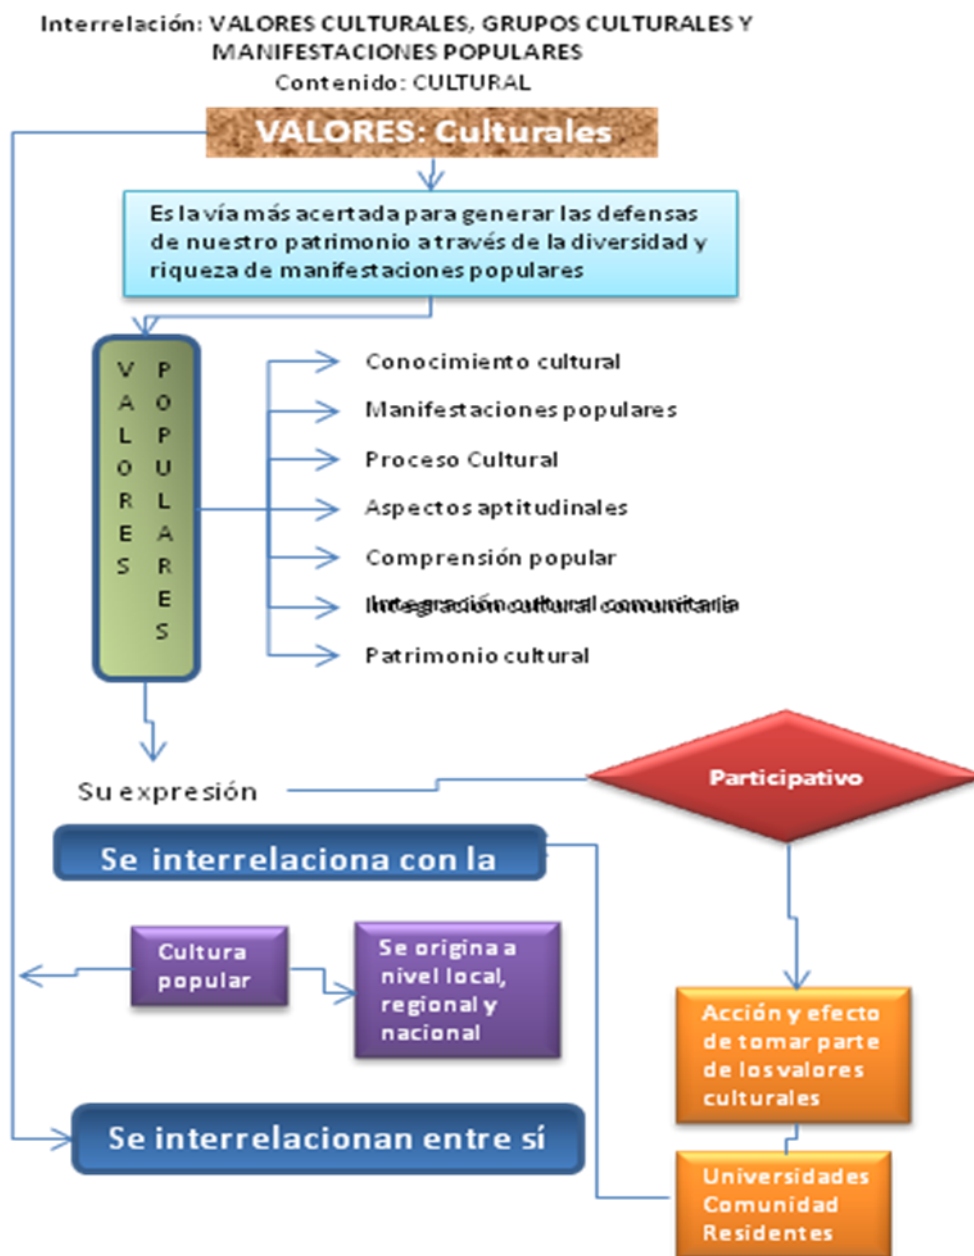 Interrelación: VALORES CULTURALES, GRUPOS CULTURALES Y
MANIFESTACIONES POPULARES
Contenido: CULTURAL
VALORES: Culturales
Es la vía más acertada para generar las defensas
de nuestro patrimonio a través de la diversidad y
riqueza de manifestaciones populares
VALORES
POPULARES
Conocimiento cultural
Manifestaciones populares
Proceso Cultural
Aspectos aptitudinales
Comprensión popular
Integración cultural comunitaria
Patrimonio cultural
Su expresión
Participativo
Se interrelaciona con la
Cultura
popular
Se origina a
nivel local,
regional y
nacional
Acción y efecto
de tomar parte
de los valores
culturales
Se interrelacionan entre sí
Universidades
Comunidad
Residentes